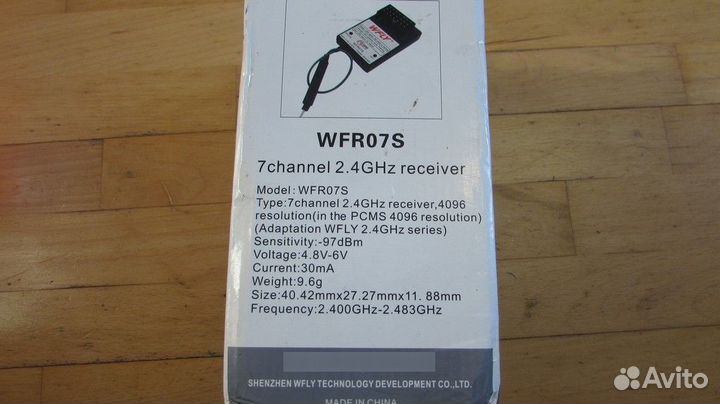 WFLY
WFR07S
7channel 2.4GHz receiver
Model:WFR07S
Type:7channel 2.4GHz receiver,4096
resolution(in the PCMS 4096 resolution)
(Adaptation WFLY 2.4GHz series)
Sensitivity:-97dBm
Voltage:4.8V-6V
Current:30mA
Weight:9.6g
Size:40.42mmx27.27mmx11. 88mm
Frequency:2.400GHz-2.483GHz
SHENZHEN WFLY TECHNOLOGY DEVELOPMENT CO.,LTD.
MADE IN CHINA
Avito